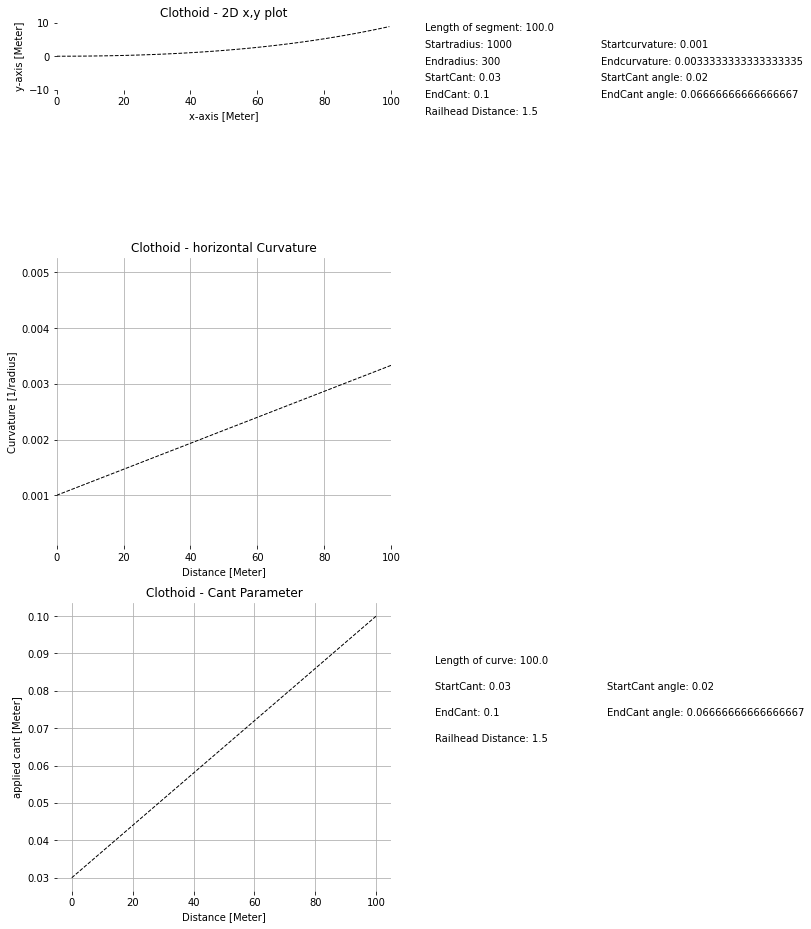 Clothoid - 2D x,y plot
y-axis [Meter]
10
0
−10
0 20 40 60 80 100
x-axis [Meter]
Length of segment: 100.0
Startradius: 1000 Startcurvature: 0.001
Endradius: 300 Endcurvature: 0.0033333333333333335
StartCant: 0.03 StartCant angle: 0.02
EndCant: 0.1 EndCant angle: 0.06666666666666667
Railhead Distance: 1.5
Clothoid - horizontal Curvature
Curvature [1/radius]
0.005
0.004
0.003
0.002
0.001
0 20 40 60 80 100
Distance [Meter]
Clothoid - Cant Parameter
applied cant [Meter]
0.10
0.09
0.08
0.07
0.06
0.05
0.04
0.03
0 20 40 60 80 100
Distance [Meter]
Length of curve: 100.0
StartCant: 0.03 StartCant angle: 0.02
EndCant: 0.1 EndCant angle: 0.06666666666666667
Railhead Distance: 1.5